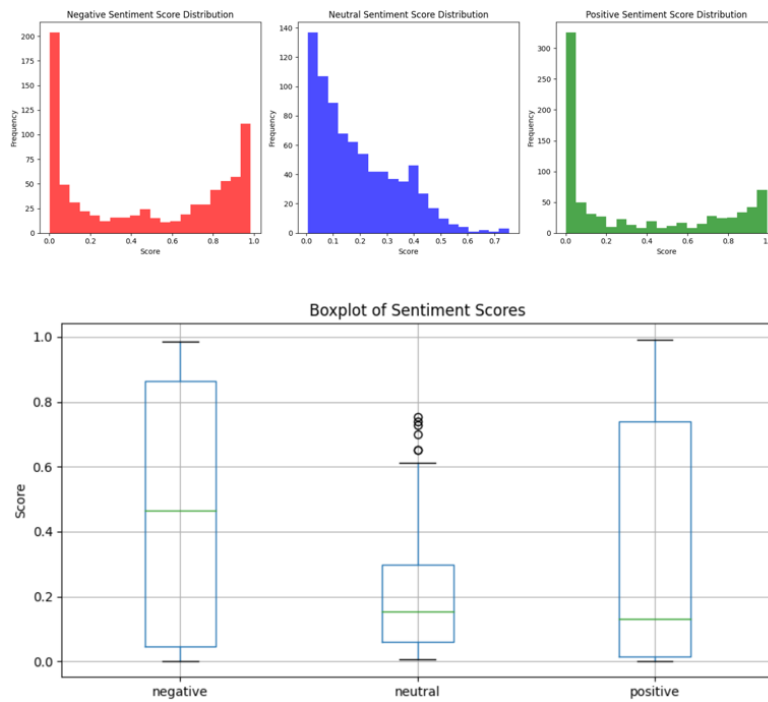 Negative Sentiment Score Distribution
200
175
150
125
100
75
50
25
0
Frequency
0.0 0.2 0.4 0.6 0.8 1.0
Score
Neutral Sentiment Score Distribution
140
120
100
80
60
40
20
0
Frequency
0.0 0.1 0.2 0.3 0.4 0.5 0.6 0.7
Score
Positive Sentiment Score Distribution
300
250
200
150
100
50
0
Frequency
0.0 0.2 0.4 0.6 0.8
Score
Boxplot of Sentiment Scores
1.0
0.8
0.6
0.4
0.2
0.0
Score
negative neutral positive